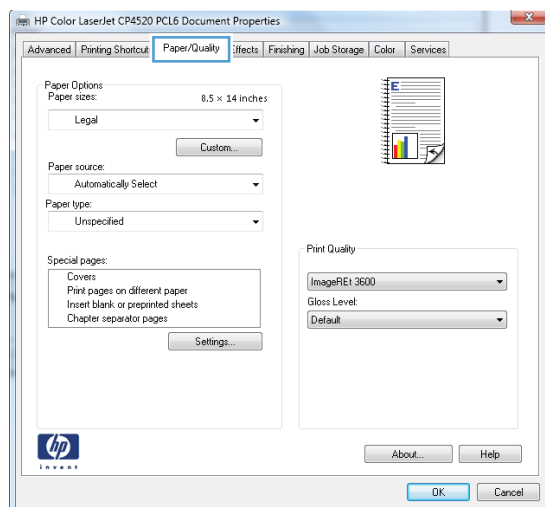 HP Color LaserJet CP4520 PCL6 Document Properties
Advanced Printing Shortcut Paper/Quality Effects Finishing Job Storage Color Services
Paper Options
Paper sizes: 8.5 × 14 inches
Legal
Custom...
Paper source:
Automatically Select
Paper type:
Unspecified
Special pages:
Covers
Print pages on different paper
Insert blank or preprinted sheets
Chapter separator pages
Settings...
E
Print Quality
ImageREt 3600
Gloss Level:
Default
hp
invent
About... Help
OK Cancel